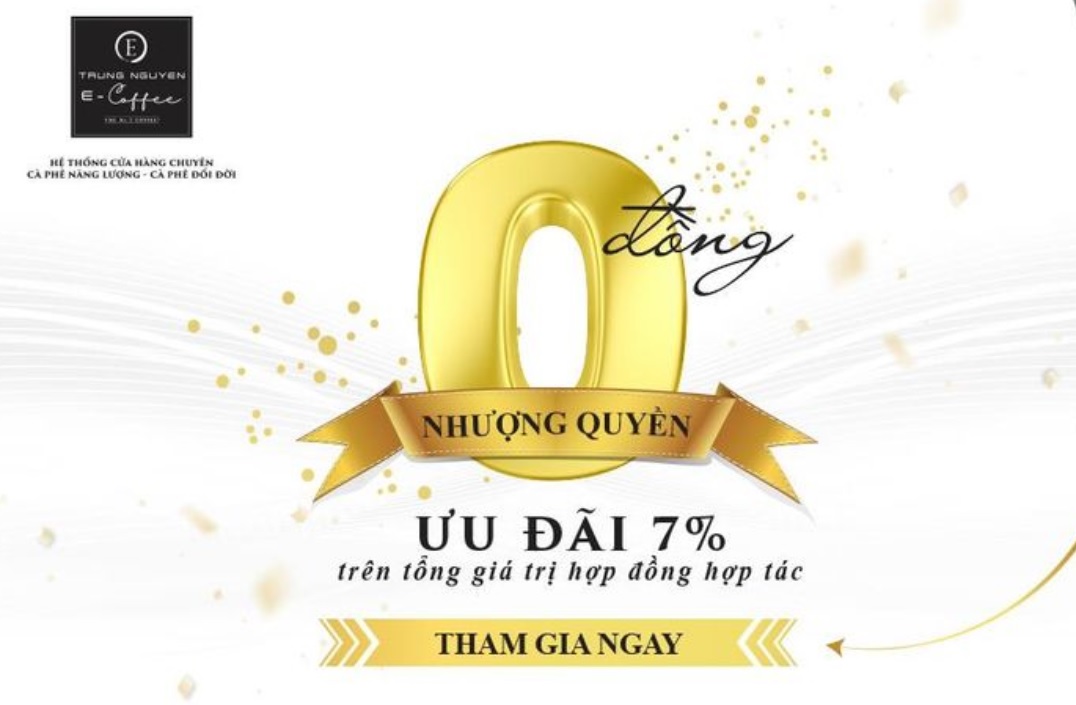 E
TRUNG NGUYEN
E-Coffee
HỆ THỐNG CỬA HÀNG CHUYÊN
CÀ PHÊ NĂNG LƯỢNG - CÀ PHÊ ĐỔI ĐỜI
0 đồng
NHƯỢNG QUYỀN
ƯU ĐÃI 7%
trên tổng giá trị hợp đồng hợp tác
THAM GIA NGAY